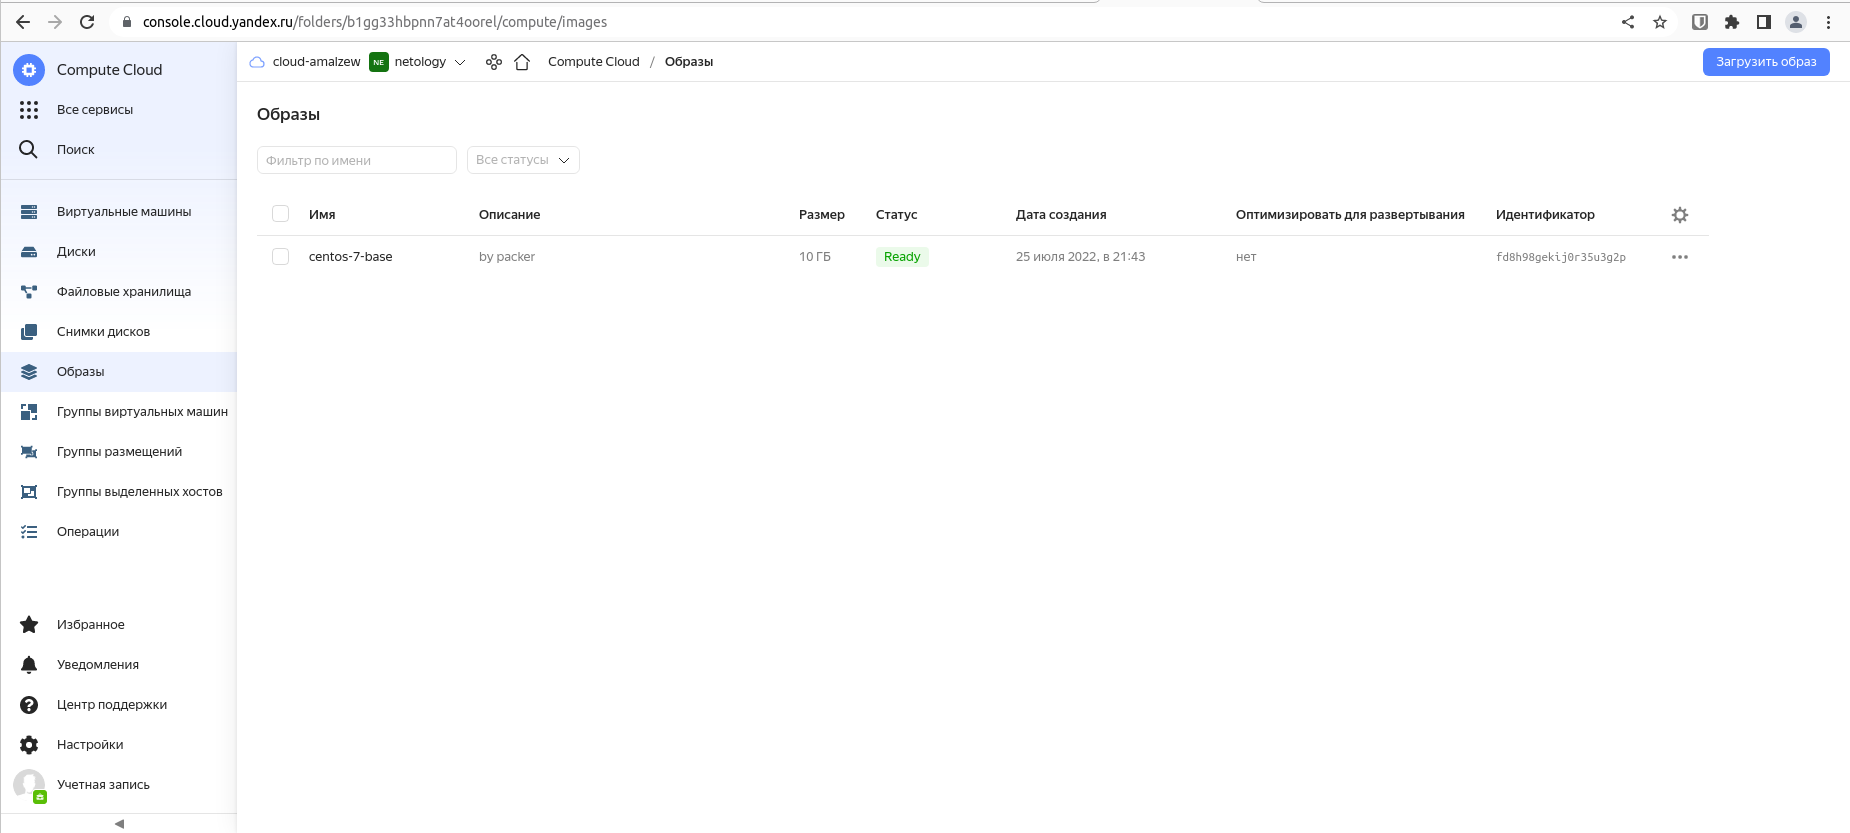 console.cloud.yandex.ru/folders/b1gg33hbpnn7at4oorel/compute/images
Compute Cloud
Все сервисы
Поиск
Виртуальные машины
Диски
Файловые хранилища
Снимки дисков
Образы
Группы виртуальных машин
Группы размещений
Группы выделенных хостов
Операции
Избранное
Уведомления
Центр поддержки
Настройки
Учетная запись
cloud-amalzew NE netology Compute Cloud / Образы Загрузить образ
Образы
Фильтр по имени Все статусы
Имя Описание Размер Статус Дата создания Оптимизировать для развертывания Идентификатор
centos-7-base by packer 10 ГБ Ready 25 июля 2022, в 21:43 нет fd8h98gekij0r35u3g2p